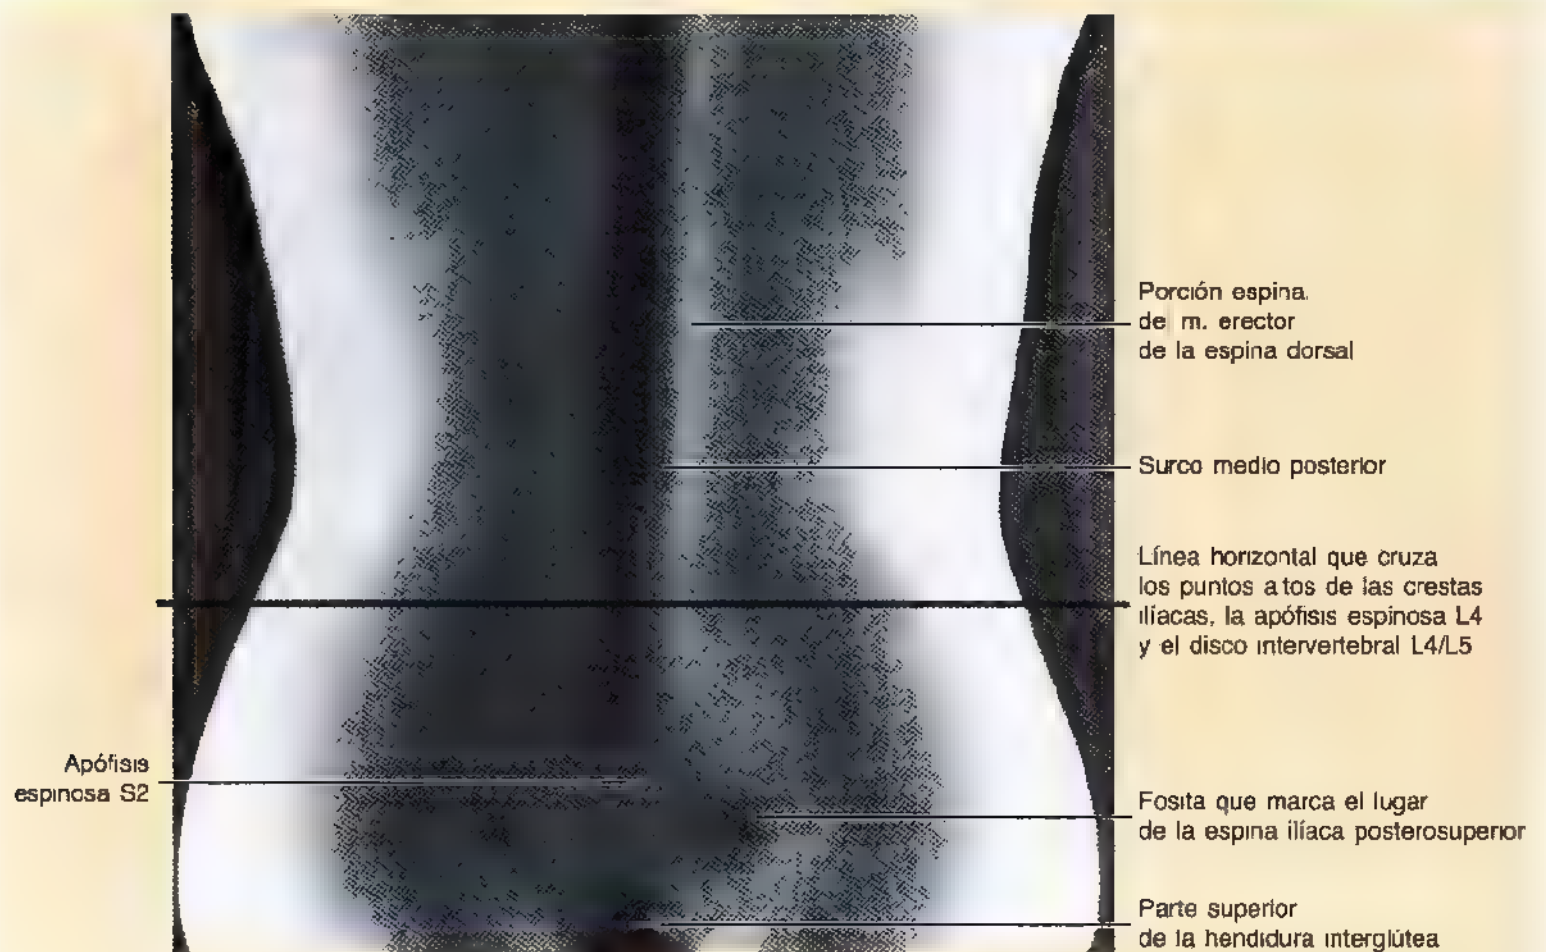 Porción espina
de m. erector
de la espina dorsal
Surco medio posterior
Línea horizontal que cruza
los puntos a tos de las crestas
ilíacas, la apófisis espinosa L4
y el disco intervertebral L4/L5
Apófisis
espinosa S2
Fosita que marca el lugar
de la espina ilíaca posterosuperior
Parte superior
de la hendidura interglútea